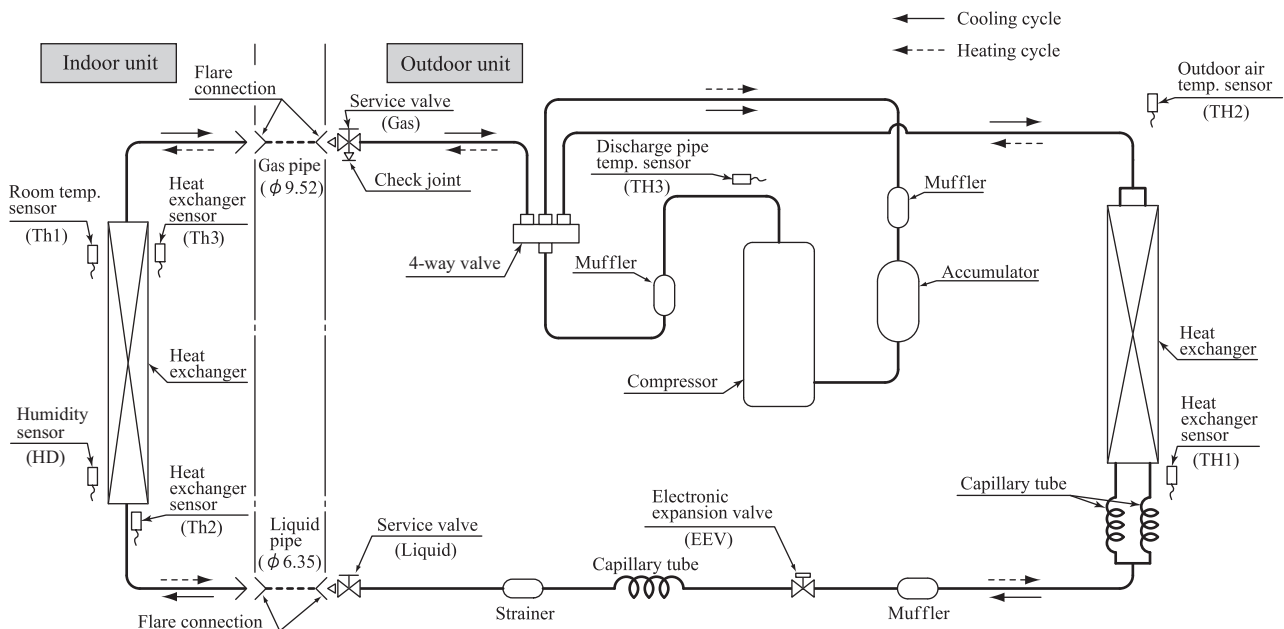 Cooling cycle
Heating cycle
Indoor unit
Outdoor unit
Flare
connection
Service valve
(Gas)
Outdoor air
temp. sensor
(TH2)
Gas pipe
(ϕ9.52)
Check joint
Discharge pipe
temp. sensor
(TH3)
Muffler
Room temp.
sensor
(Th1)
Heat
exchanger
sensor
(Th3)
4-way valve
Muffler
Accumulator
Heat
exchanger
Heat
exchanger
Compressor
Humidity
sensor
(HD)
Heat
exchanger
sensor
(TH1)
Capillary tube
Heat
exchanger
sensor
(Th2)
Liquid
pipe
(ϕ6.35)
Service valve
(Liquid)
Electronic
expansion valve
(EEV)
Capillary tube
Flare connection
Strainer
Muffler